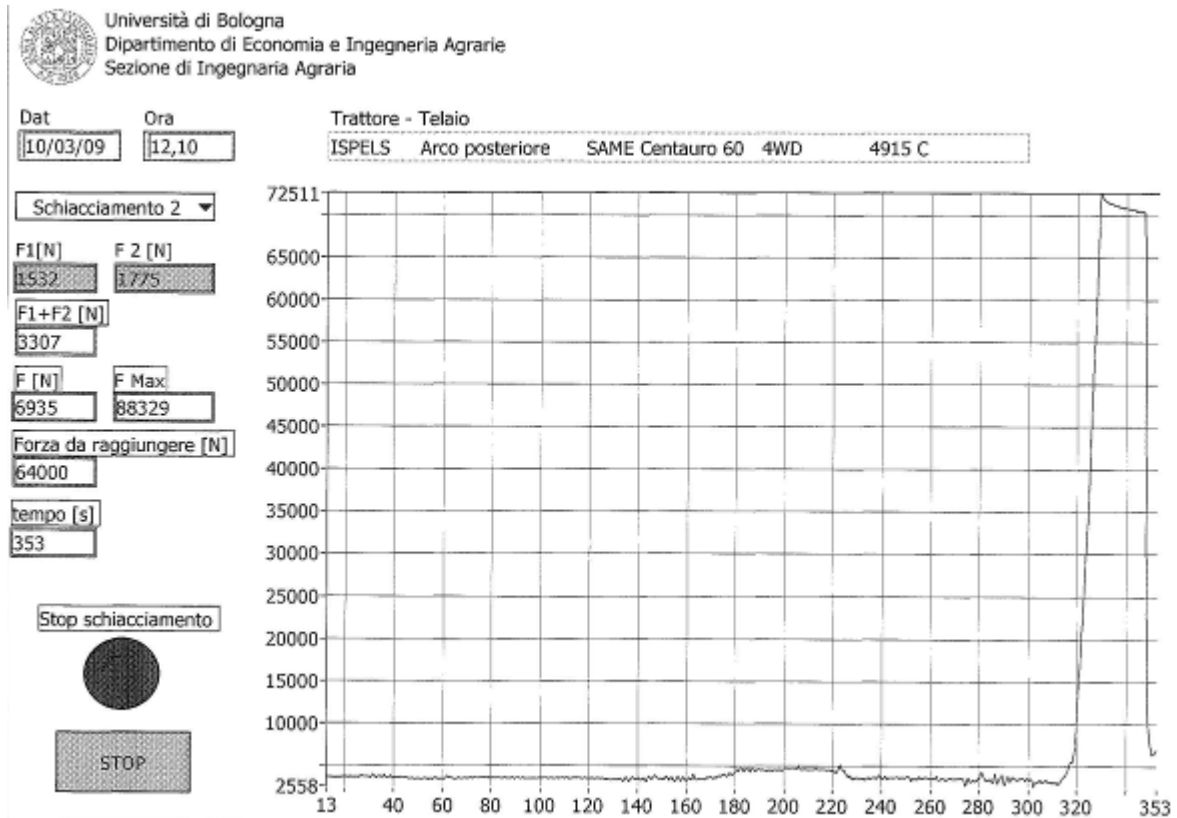 Università di Bologna
Dipartimento di Economia e Ingegneria Agrarie
Sezione di Ingegnaria Agraria
Dat Ora
10/03/09 12,10
Trattore - Telaio
ISPELS Arco posteriore SAME Centauro 60 4WD 4915 C
Schiacciamento 2
F1[N] F 2 [N]
1532 1775
F1+F2 [N]
3307
F [N] F Max
6935 88329
Forza da raggiungere [N]
64000
tempo [s]
353
Stop schiacciamento
STOP
72511
65000
60000
55000
50000
45000
40000
35000
30000
25000
20000
15000
10000
2558
13 40 60 80 100 120 140 160 180 200 220 240 260 280 300 320 353